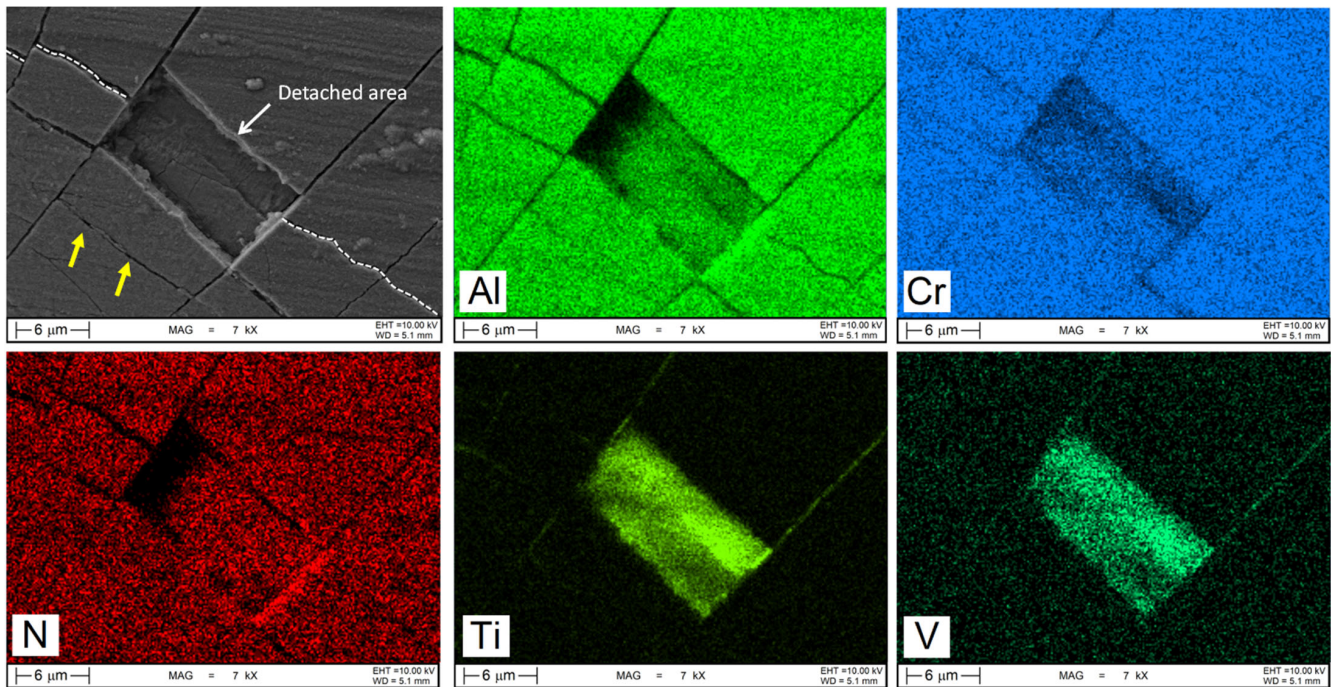 Detached area
6 μm
MAG = 7 kX
EHT =10.00 kV
WD = 5.1 mm
Al
6 μm
MAG = 7 kX
EHT =10.00 kV
WD = 5.1 mm
Cr
6 μm
MAG = 7 kX
EHT =10.00 kV
WD = 5.1 mm
N
6 μm
MAG = 7 kX
EHT =10.00 kV
WD = 5.1 mm
Ti
6 μm
MAG = 7 kX
EHT =10.00 kV
WD = 5.1 mm
V
6 μm
MAG = 7 kX
EHT =10.00 kV
WD = 5.1 mm